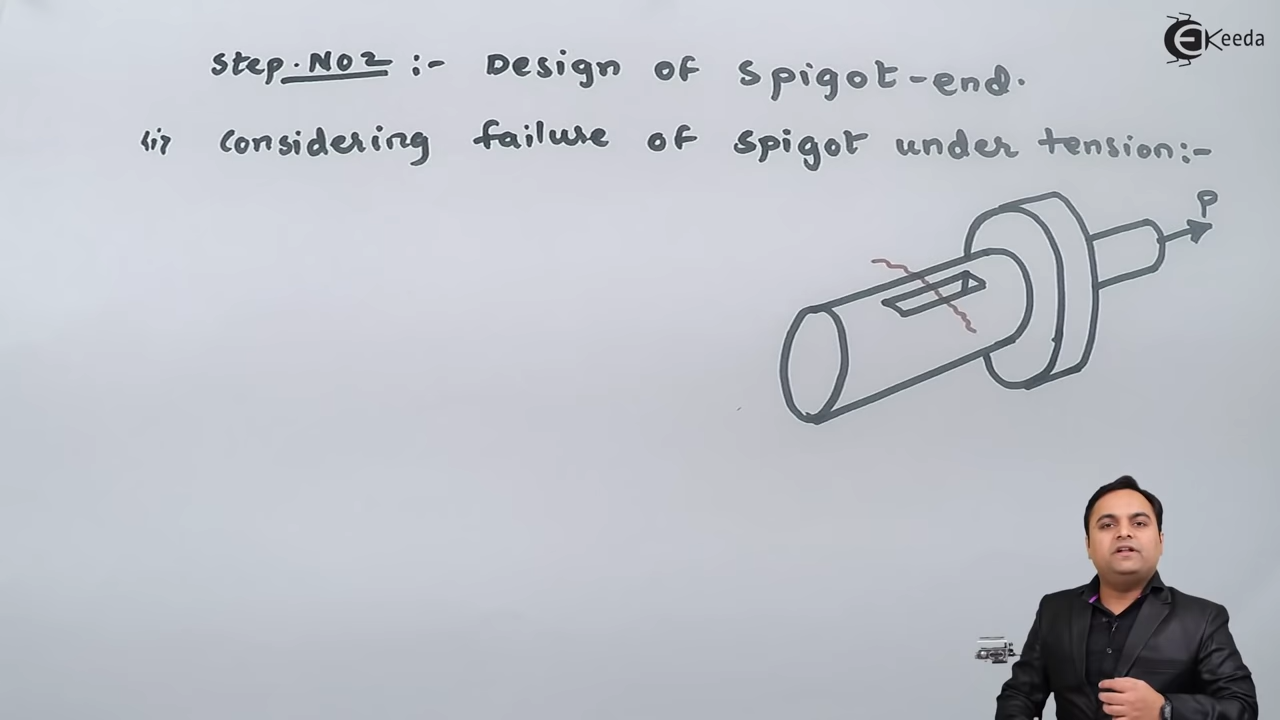 Ekeeda
Step.NO2 :- Design of Spigot-end.
(i) Considering failure of spigot under tension:-
P